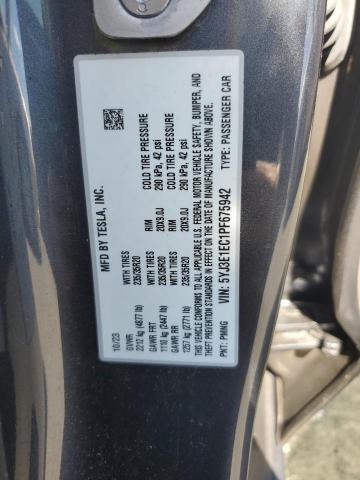 MFD BY TESLA, INC.
10/23
GVWR
2212 kg (4877 lb)
GAWR FRT WITH TIRES RIM COLD TIRE PRESSURE
1110 kg (2447 lb) 235/35R20 20X9.0J 290 kPa, 42 psi
GAWR RR WITH TIRES RIM COLD TIRE PRESSURE
1257 kg (2771 lb) 235/35R20 20X9.0J 290 kPa, 42 psi
THIS VEHICLE CONFORMS TO ALL APPLICABLE U.S. FEDERAL MOTOR VEHICLE SAFETY, BUMPER, AND
THEFT PREVENTION STANDARDS IN EFFECT ON THE DATE OF MANUFACTURE SHOWN ABOVE.
PNT: PMNG VIN: 5YJ3E1EC1PF675942 TYPE: PASSENGER CAR